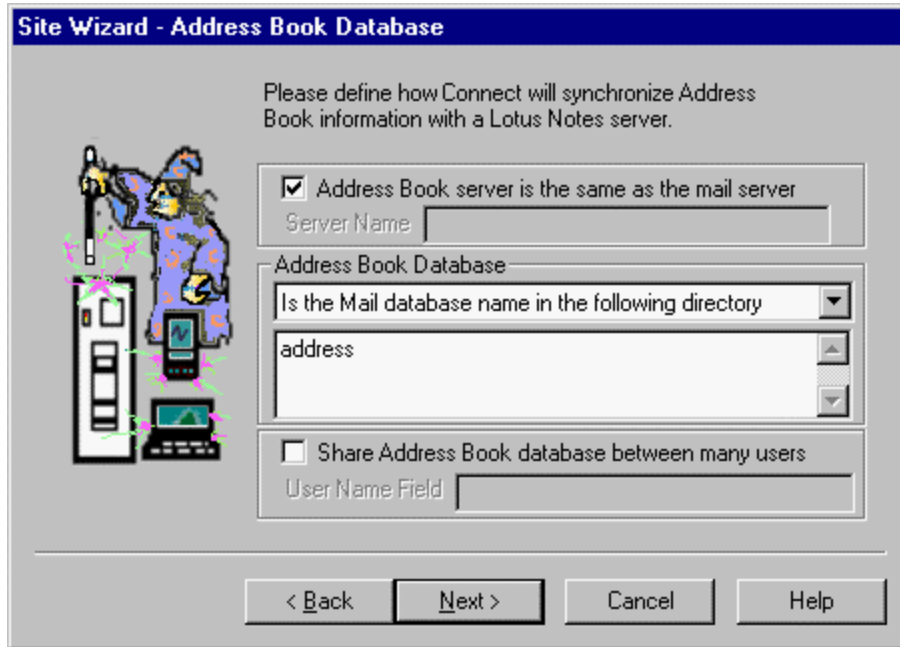 Site Wizard - Address Book Database
Please define how Connect will synchronize Address
Book information with a Lotus Notes server.
Address Book server is the same as the mail server
Server Name
Address Book Database
Is the Mail database name in the following directory
address
Share Address Book database between many users
User Name Field
< Back
Next >
Cancel
Help